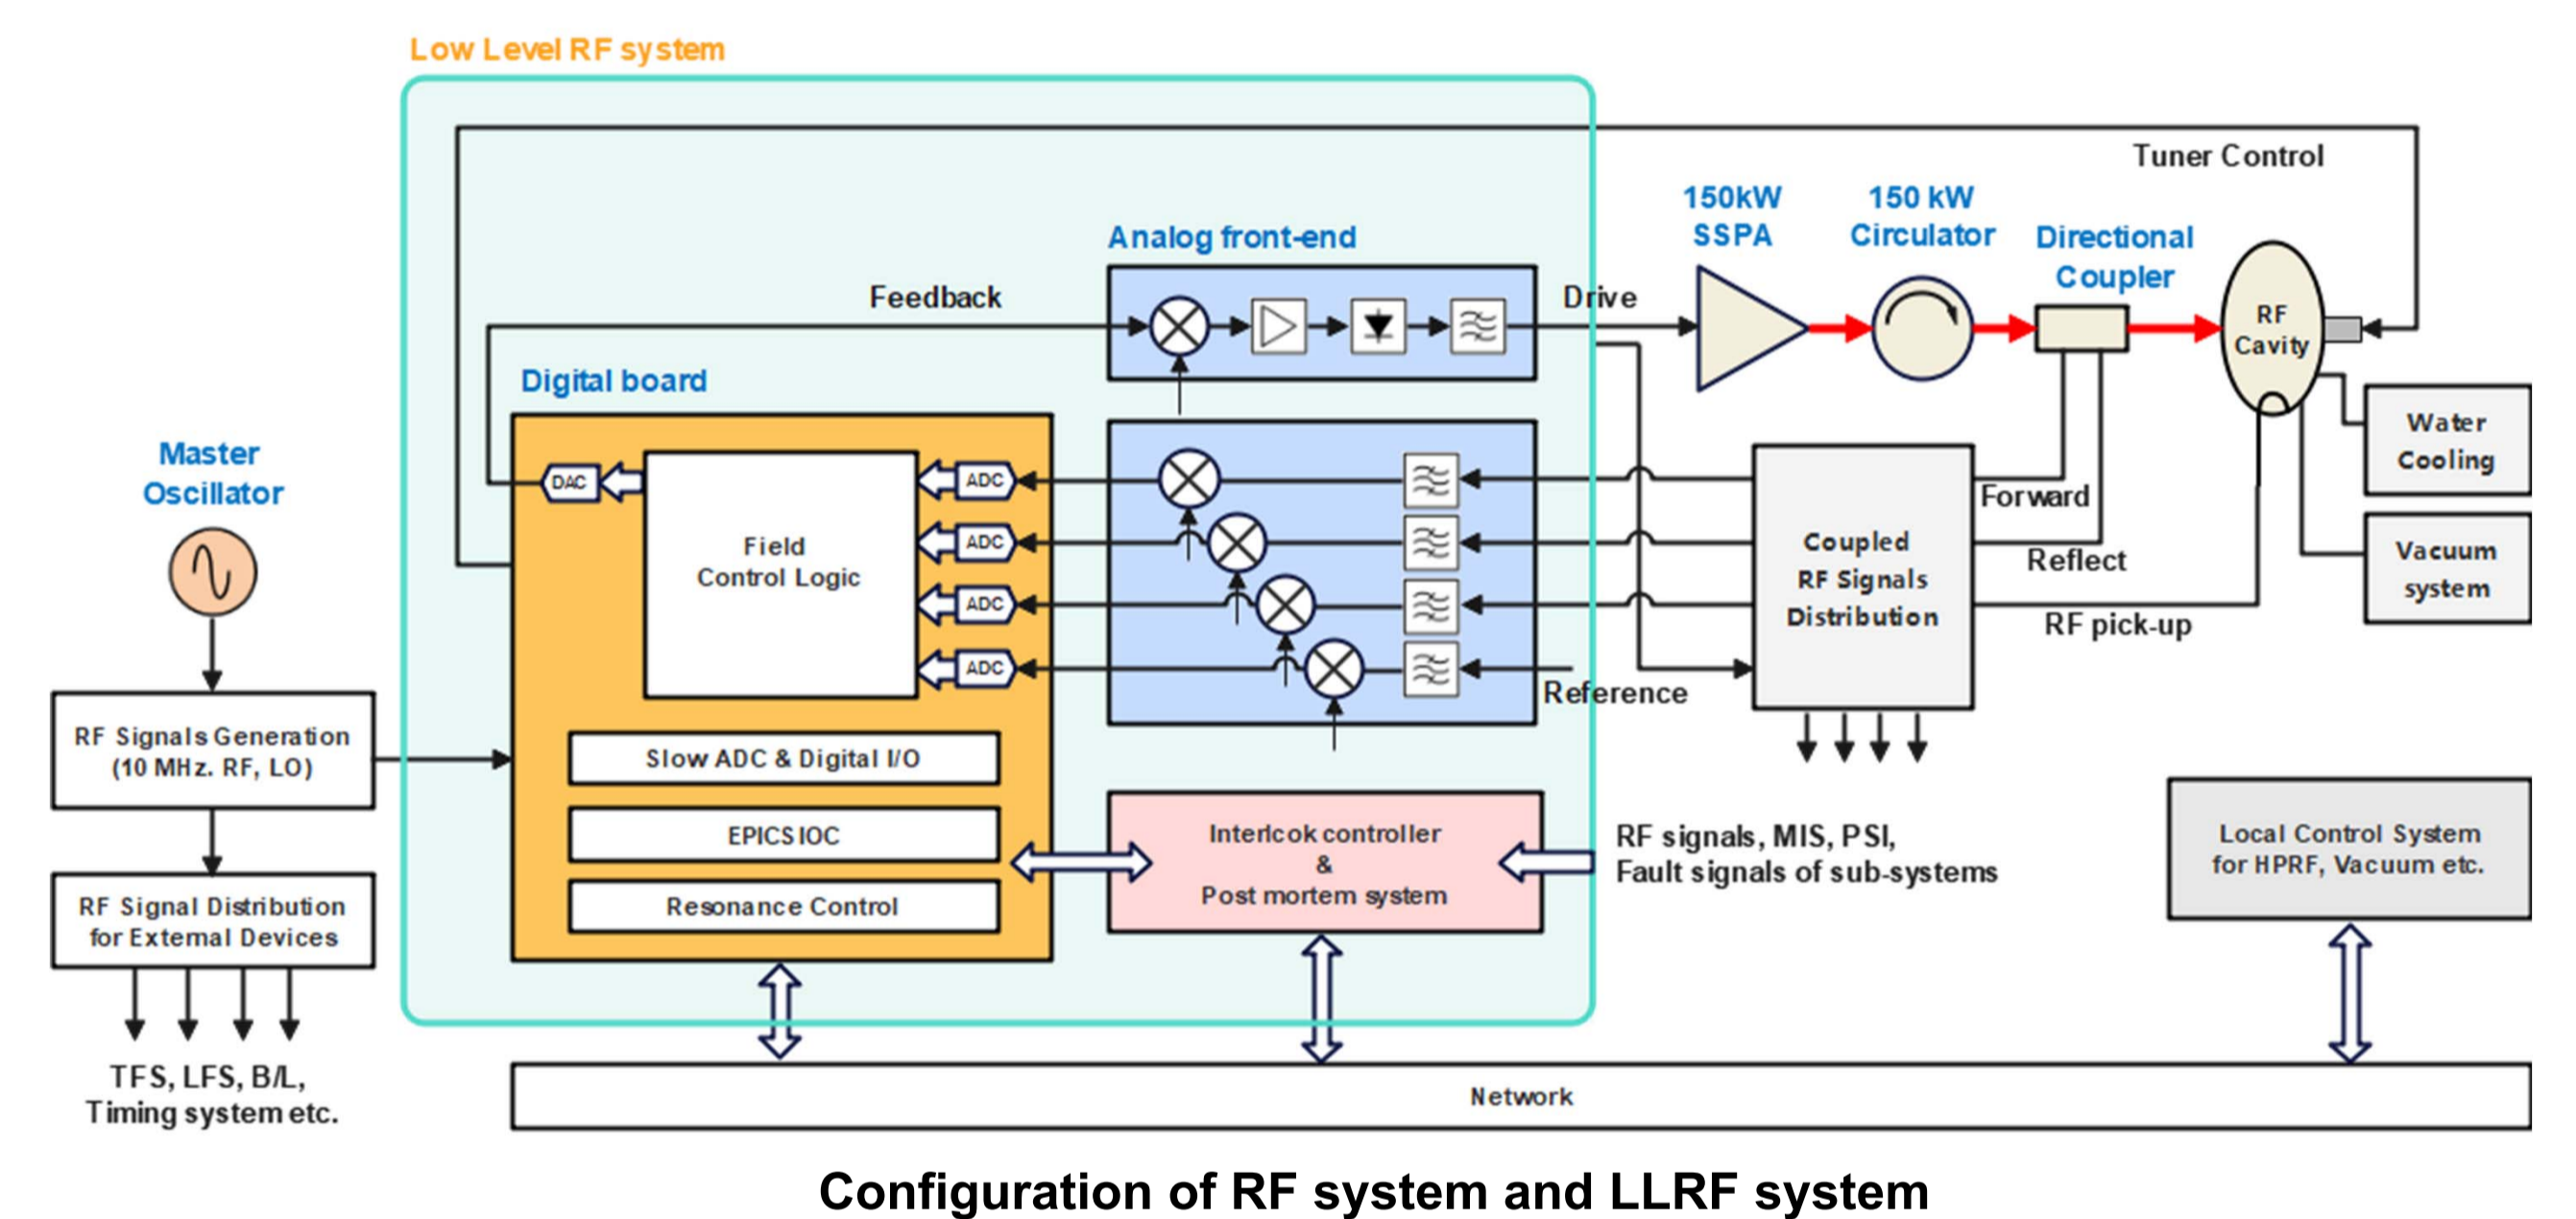 Low Level RF system
Tuner Control
150kW
SSPA
150 kW
Circulator
Directional
Coupler
Analog front-end
Feedback
Drive
RF
Cavity
Digital board
Water
Cooling
Master
Oscillator
DAC
ADC
Forward
Field
Control Logic
ADC
Coupled
RF Signals
Distribution
Reflect
Vacuum
system
ADC
RF pick-up
ADC
Reference
RF Signals Generation
(10 MHz. RF, LO)
Slow ADC & Digital I/O
EPICS IOC
Interlcok controller
&
Post mortem system
RF signals, MIS, PSI,
Fault signals of sub-systems
Local Control System
for HPRF, Vacuum etc.
RF Signal Distribution
for External Devices
Resonance Control
TFS, LFS, B/L,
Timing system etc.
Network
Configuration of RF system and LLRF system